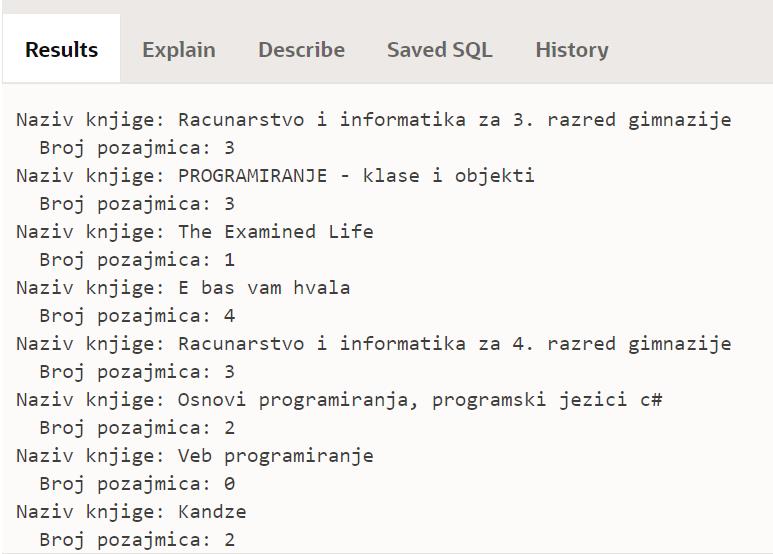 Results Explain Describe Saved SQL History
Naziv knjige: Racunarstvo i informatika za 3. razred gimnazije
Broj pozajmica: 3
Naziv knjige: PROGRAMIRANJE - klase i objekti
Broj pozajmica: 3
Naziv knjige: The Examined Life
Broj pozajmica: 1
Naziv knjige: E bas vam hvala
Broj pozajmica: 4
Naziv knjige: Racunarstvo i informatika za 4. razred gimnazije
Broj pozajmica: 3
Naziv knjige: Osnovi programiranja, programski jezici c#
Broj pozajmica: 2
Naziv knjige: Veb programiranje
Broj pozajmica: 0
Naziv knjige: Kandze
Broj pozajmica: 2